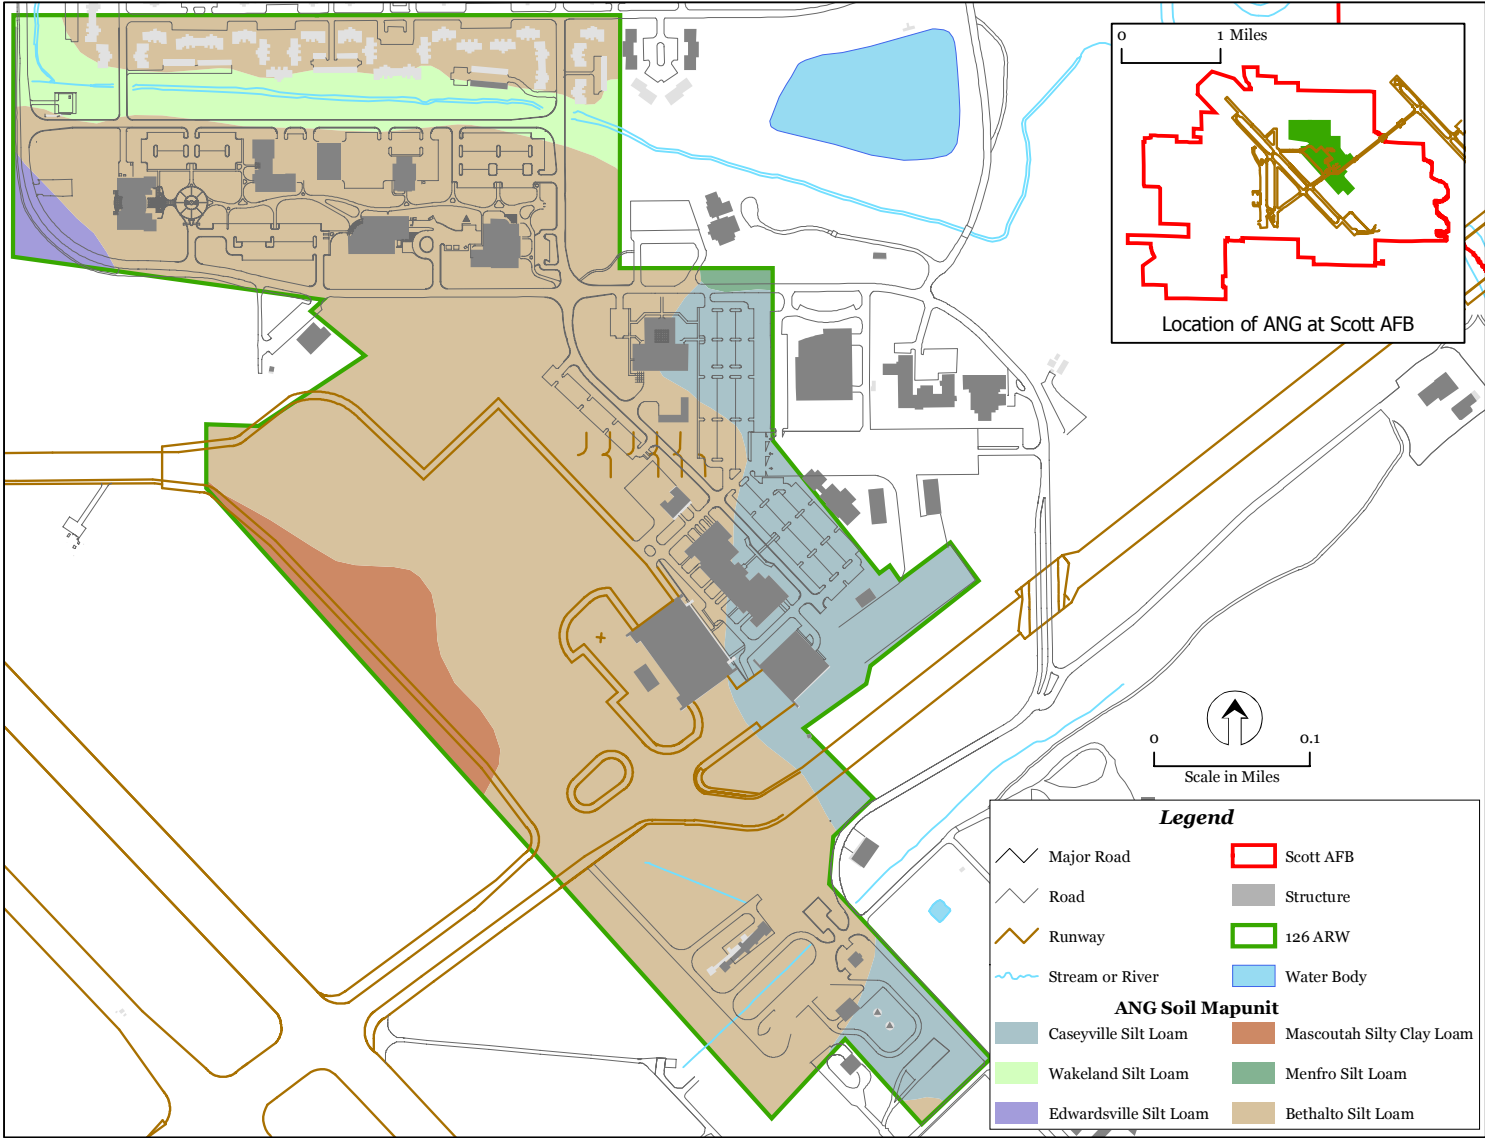 0 1 Miles
Location of ANG at Scott AFB
0 0.1
Scale in Miles
Legend
Major Road
Scott AFB
Road
Structure
Runway
126 ARW
Stream or River
Water Body
ANG Soil Mapunit
Caseyville Silt Loam
Mascoutah Silty Clay Loam
Wakeland Silt Loam
Menfro Silt Loam
Edwardsville Silt Loam
Bethalto Silt Loam